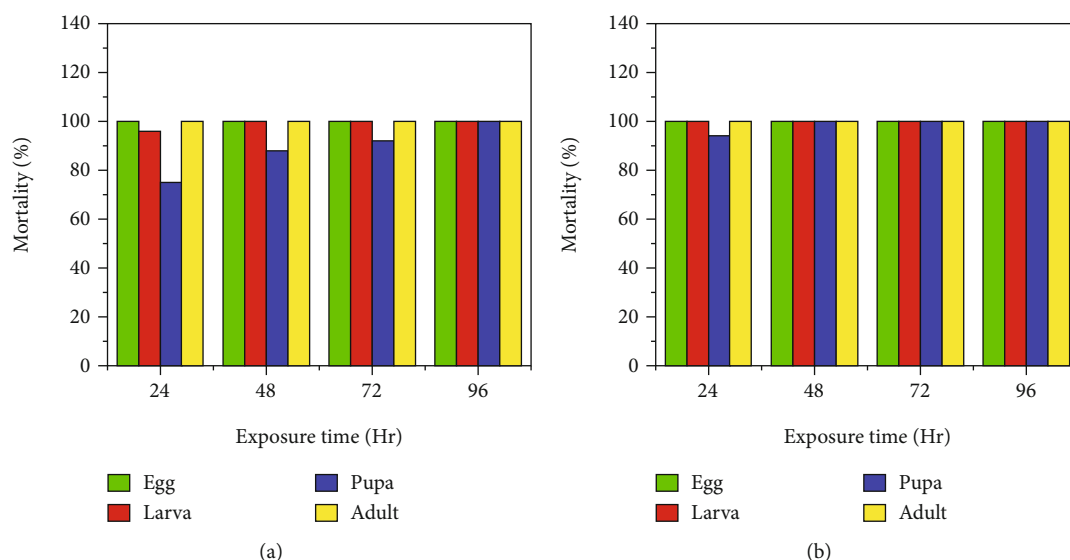 140
120
100
80
60
40
20
0
Mortality (%)
24 48 72 96
Exposure time (Hr)
Egg Pupa
Larva Adult
(a)
140
120
100
80
60
40
20
0
Mortality (%)
24 48 72 96
Exposure time (Hr)
Egg Pupa
Larva Adult
(b)